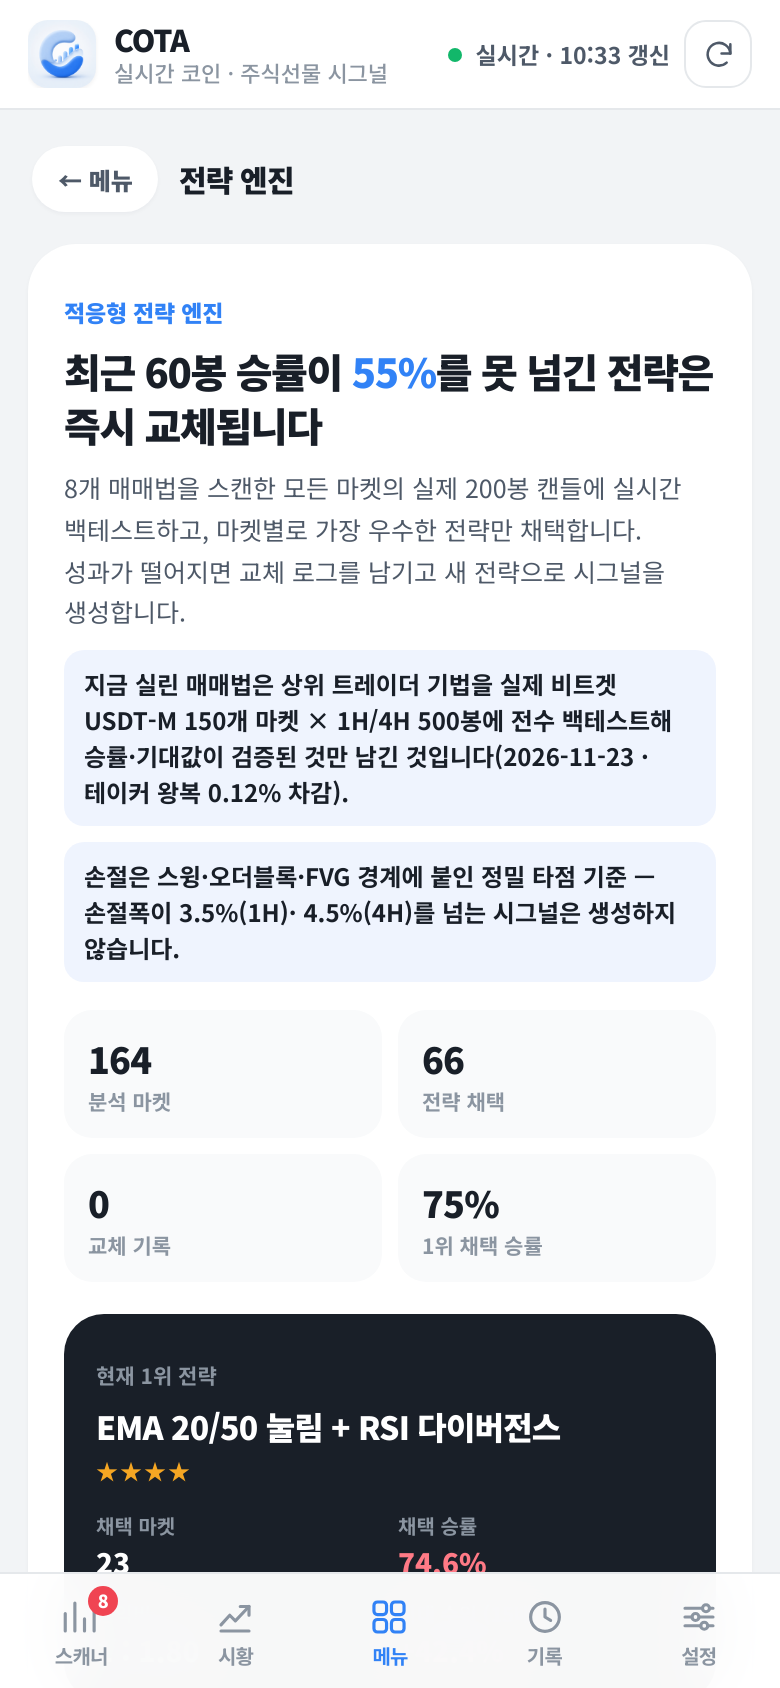 COTA
실시간 코인 · 주식선물 시그널
실시간 · 10:33 갱신
← 메뉴
전략 엔진
적응형 전략 엔진
최근 60봉 승률이 55%를 못 넘긴 전략은
즉시 교체됩니다
8개 매매법을 스캔한 모든 마켓의 실제 200봉 캔들에 실시간
백테스트하고, 마켓별로 가장 우수한 전략만 채택합니다.
성과가 떨어지면 교체 로그를 남기고 새 전략으로 시그널을
생성합니다.
지금 실린 매매법은 상위 트레이더 기법을 실제 비트겟
USDT-M 150개 마켓 × 1H/4H 500봉에 전수 백테스트해
승률·기대값이 검증된 것만 남긴 것입니다(2026-11-23 ·
테이커 왕복 0.12% 차감).
손절은 스윙·오더블록·FVG 경계에 붙인 정밀 타점 기준 —
손절폭이 3.5%(1H)· 4.5%(4H)를 넘는 시그널은 생성하지
않습니다.
164
분석 마켓
66
전략 채택
0
교체 기록
75%
1위 채택 승률
현재 1위 전략
EMA 20/50 눌림 + RSI 다이버전스
★★★★
채택 마켓
23
채택 승률
74.6%
8
스캐너
시황
메뉴
기록
설정